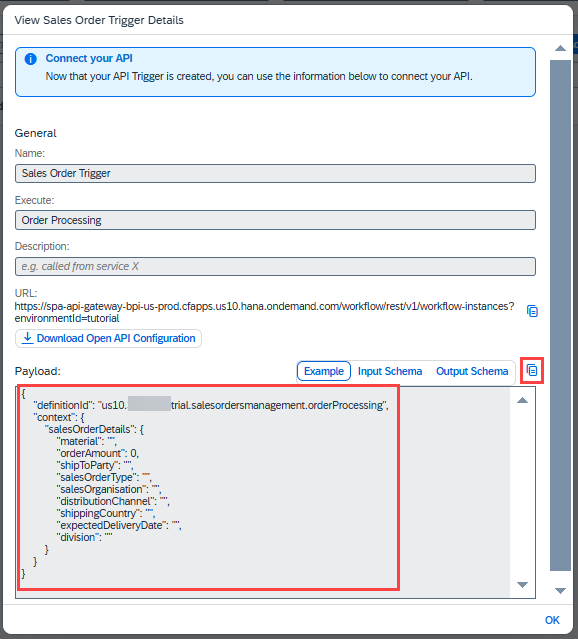 View Sales Order Trigger Details
Connect your API
Now that your API Trigger is created, you can use the information below to connect your API.
General
Name:
Sales Order Trigger
Execute:
Order Processing
Description:
e.g. called from service X
URL:
https://spa-api-gateway-bpi-us-prod.cfapps.us10.hana.ondemand.com/workflow/rest/v1/workflow-instances?
environmentId=tutorial
Download Open API Configuration
Payload:
Example Input Schema Output Schema
{
"definitionId": "us10. trial.salesordersmanagement.orderProcessing",
"context": {
"salesOrderDetails": {
"material": "",
"orderAmount": 0,
"shipToParty": "",
"salesOrderType": "",
"salesOrganisation": "",
"distributionChannel": "",
"shippingCountry": "",
"expectedDeliveryDate": "",
"division": ""
}
}
}
OK